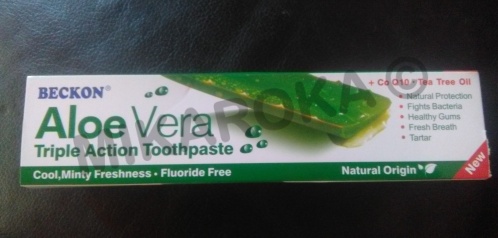 BECKON®
Aloe Vera
Triple Action Toothpaste
Cool, Minty Freshness • Fluoride Free
+ Co Q10 + Tea Tree Oil
• Natural Protection
• Fights Bacteria
• Healthy Gums
• Fresh Breath
• Tartar
Natural Origin
New
MINAROKA ©